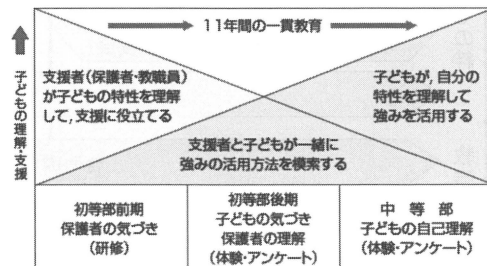 11年間の一貫教育
子どもの理解・支援
支援者(保護者・教職員)
が子どもの特性を理解
して,支援に役立てる
子どもが,自分の
特性を理解して
強みを活用する
支援者と子どもが一緒に
強みの活用方法を模索する
初等部前期
保護者の気づき
(研修)
初等部後期
子どもの気づき
保護者の理解
(体験・アンケート)
中等部
子どもの自己理解
(体験・アンケート)